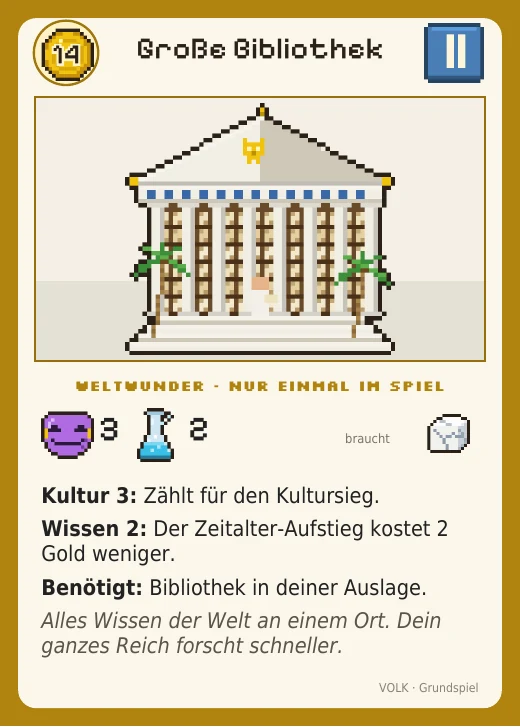 14
Große Bibliothek
II
WELTWUNDER - NUR EINMAL IM SPIEL
3 2 braucht
Kultur 3: Zählt für den Kultursieg.
Wissen 2: Der Zeitalter-Aufstieg kostet 2
Gold weniger.
Benötigt: Bibliothek in deiner Auslage.
Alles Wissen der Welt an einem Ort. Dein
ganzes Reich forscht schneller.
VOLK · Grundspiel